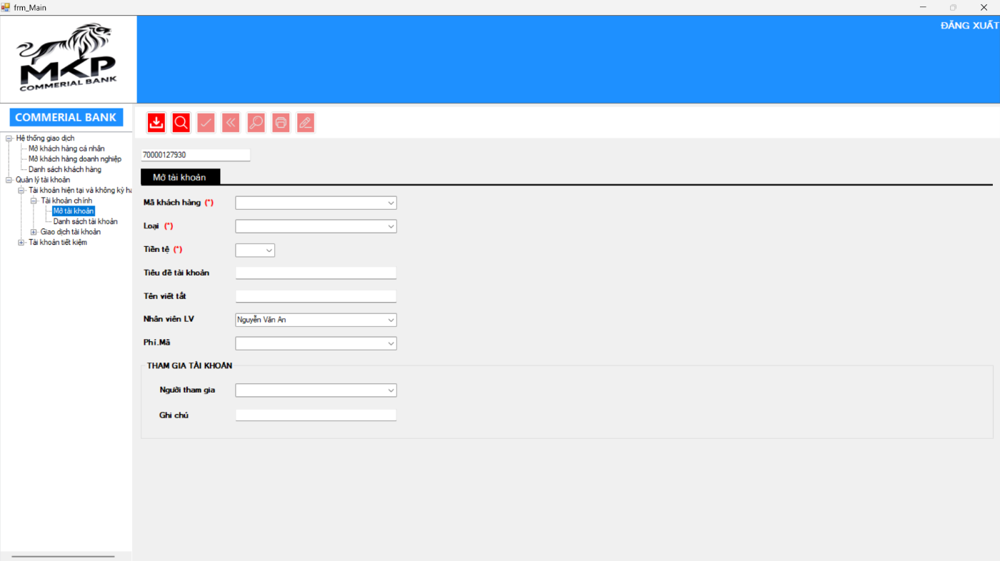 frm_Main
ĐĂNG XUẤT
MKP
COMMERIAL BANK
COMMERIAL BANK
Hệ thống giao dịch
Mở khách hàng cá nhân
Mở khách hàng doanh nghiệp
Danh sách khách hàng
Quản lý tài khoản
Tài khoản hiện tại và không kỳ hạ
Tài khoản chính
Mở tài khoản
Danh sách tài khoản
Giao dịch tài khoản
Tài khoản tiết kiệm
70000127930
Mở tài khoản
Mã khách hàng (*)
Loại (*)
Tiền tệ (*)
Tiêu đề tài khoản
Tên viết tắt
Nhân viên LV Nguyễn Văn An
Phí.Mã
THAM GIA TÀI KHOẢN
Người tham gia
Ghi chú